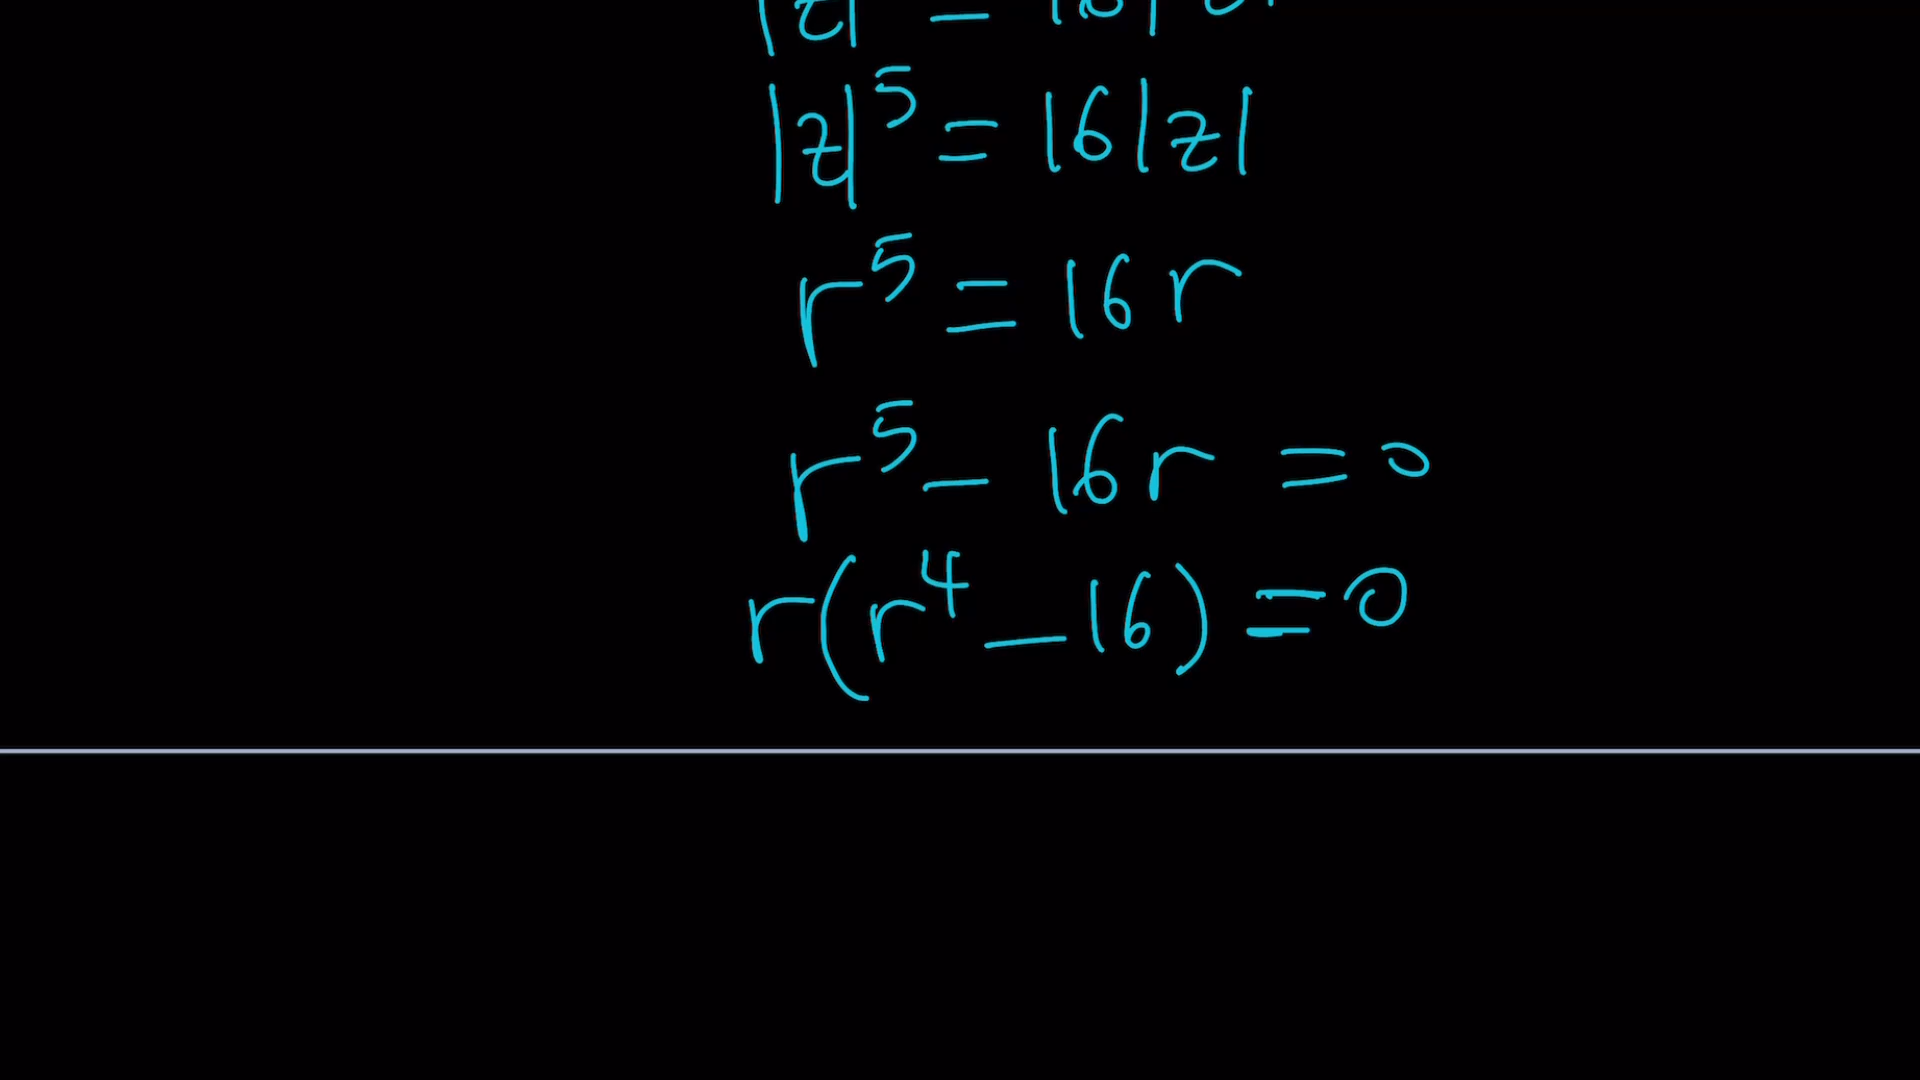 |z|⁵ = 16|z|
r⁵ = 16r
r⁵ - 16r = 0
r(r⁴ - 16) = 0